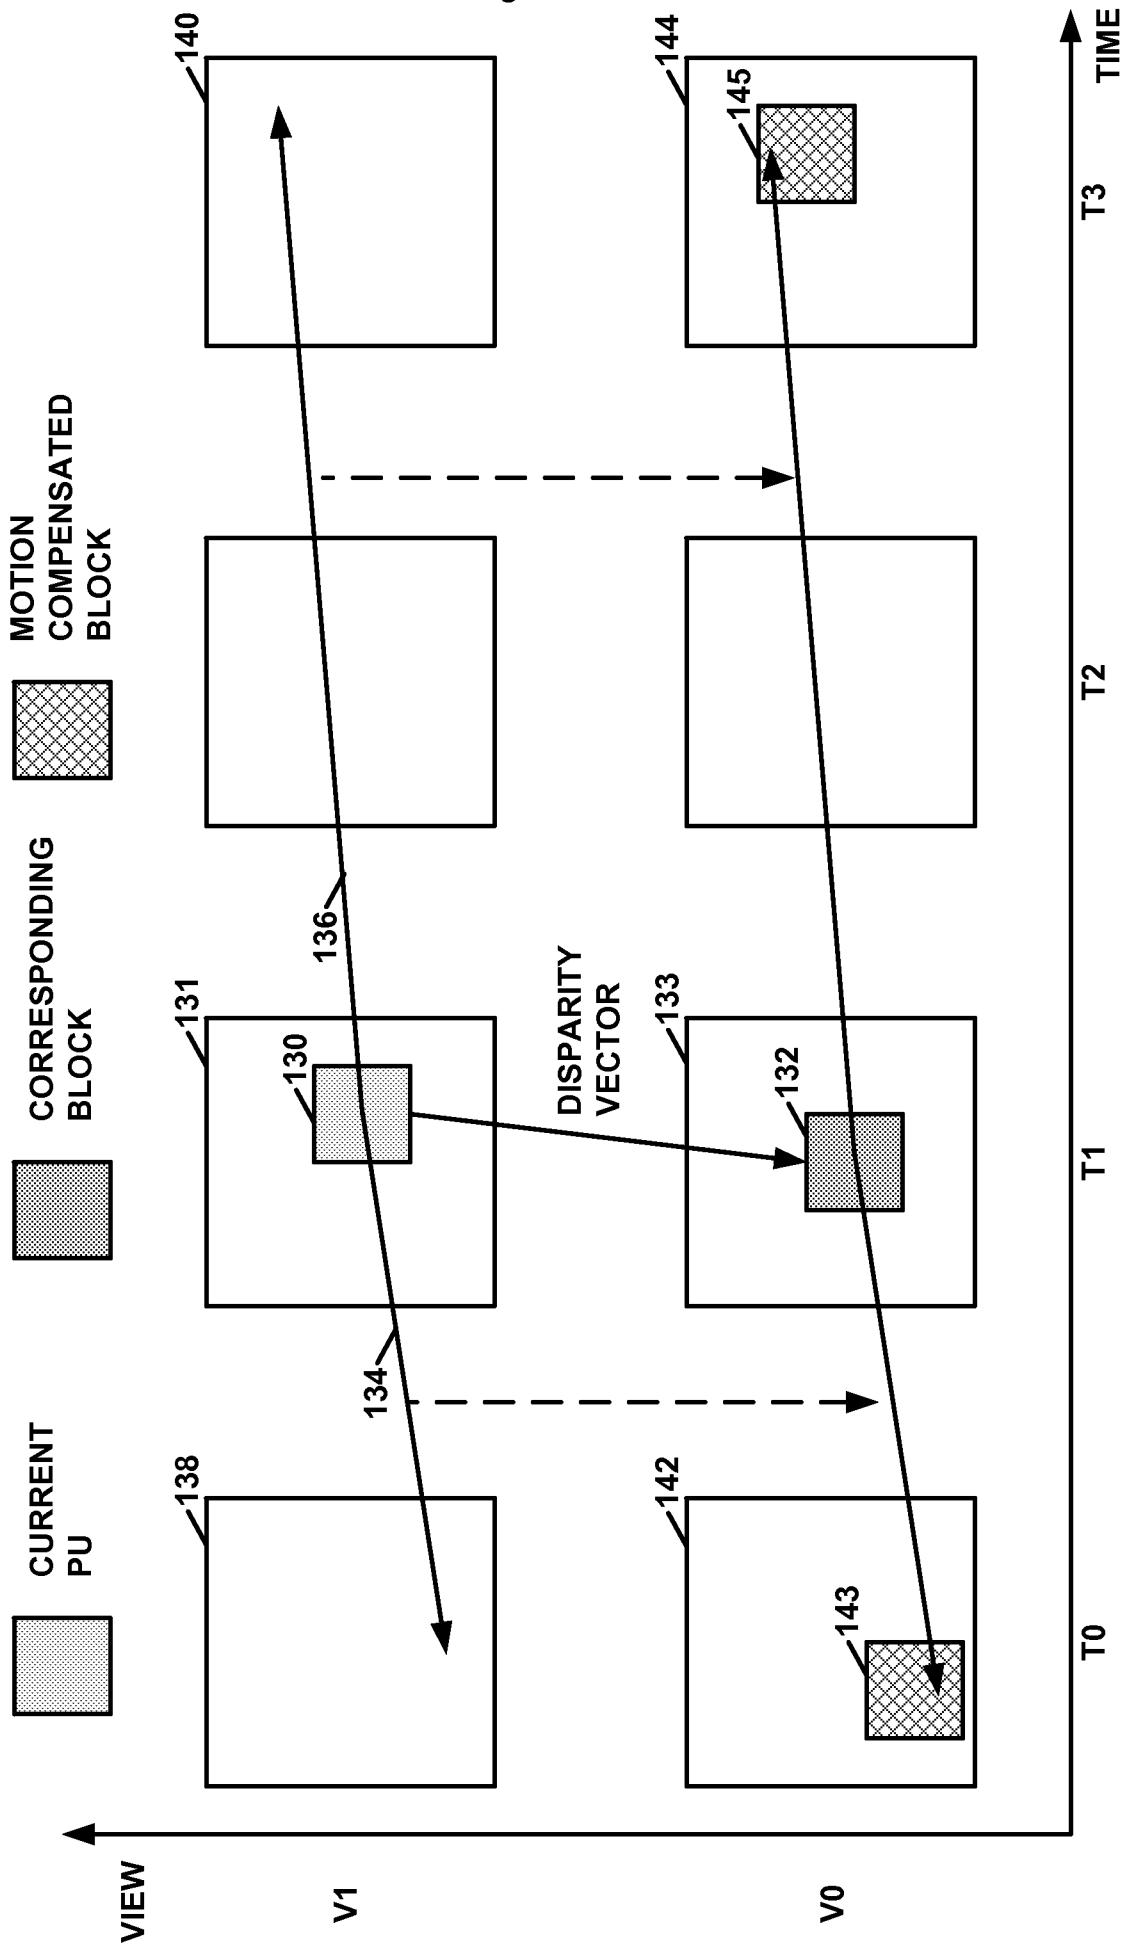 CURRENT
PU
CORRESPONDING
BLOCK
MOTION
COMPENSATED
BLOCK
VIEW
V1
138
134
131
130
136
140
DISPARITY
VECTOR
V0
142
143
133
132
144
145
T0
T1
T2
T3
TIME